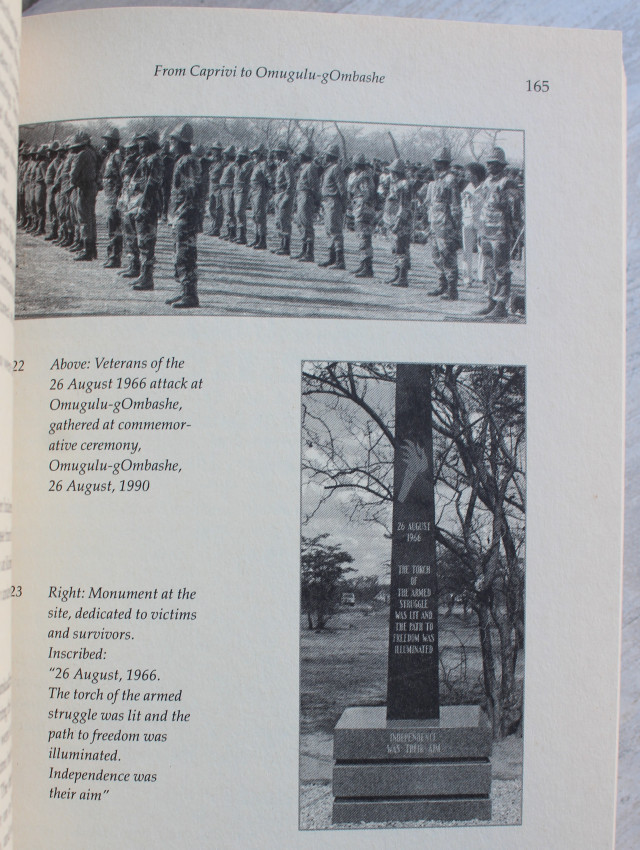 From Caprivi to Omugulu-gOmbashe
165
22
Above: Veterans of the
26 August 1966 attack at
Omugulu-gOmbashe,
gathered at commemor-
ative ceremony,
Omugulu-gOmbashe,
26 August, 1990
26 AUGUST
1966
THE TORCH
OF
THE ARMED
STRUGGLE
WAS LIT AND
THE PATH TO
FREEDOM WAS
ILLUMINATED
INDEPENDENCE
WAS THEIR AIM
23
Right: Monument at the
site, dedicated to victims
and survivors.
Inscribed:
"26 August, 1966.
The torch of the armed
struggle was lit and the
path to freedom was
illuminated.
Independence was
their aim"